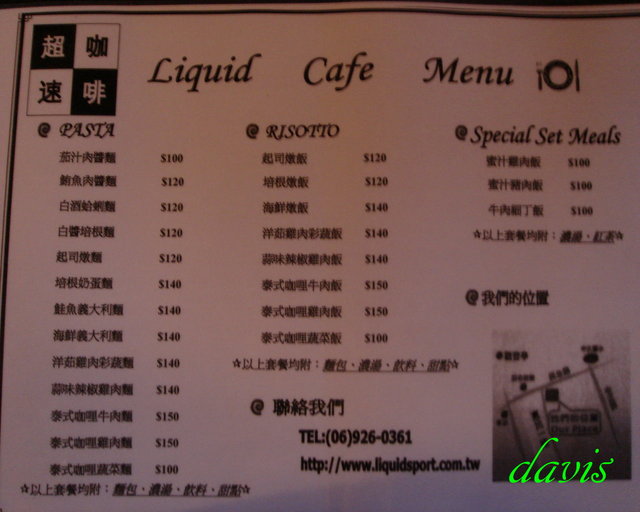 超 咖
速 啡
Liquid Cafe Menu
@ PASTA
茄汁肉醬麵 $100
鮪魚肉醬麵 $120
白酒蛤蜊麵 $120
白醬培根麵 $120
起司燉麵 $120
培根奶蛋麵 $140
鮭魚義大利麵 $140
海鮮義大利麵 $140
洋菇雞肉彩蔬麵 $140
蒜味辣椒雞肉麵 $140
泰式咖哩牛肉麵 $150
泰式咖哩雞肉麵 $150
泰式咖哩蔬菜麵 $100
☆以上套餐均附：麵包、濃湯、飲料、甜點☆
@ RISOTTO
起司燉飯 $120
培根燉飯 $120
海鮮燉飯 $140
洋菇雞肉彩蔬飯 $140
蒜味辣椒雞肉飯 $140
泰式咖哩牛肉飯 $150
泰式咖哩雞肉飯 $150
泰式咖哩蔬菜飯 $100
☆以上套餐均附：麵包、濃湯、飲料、甜點☆
@ 聯絡我們
TEL:(06)926-0361
http://www.liquidsport.com.tw
@ Special Set Meals
蜜汁雞肉飯 $100
蜜汁豬肉飯 $100
牛肉細丁飯 $100
☆以上套餐均附：濃湯、紅茶☆
@ 我們的位置
我們的位置
Our Place
davis